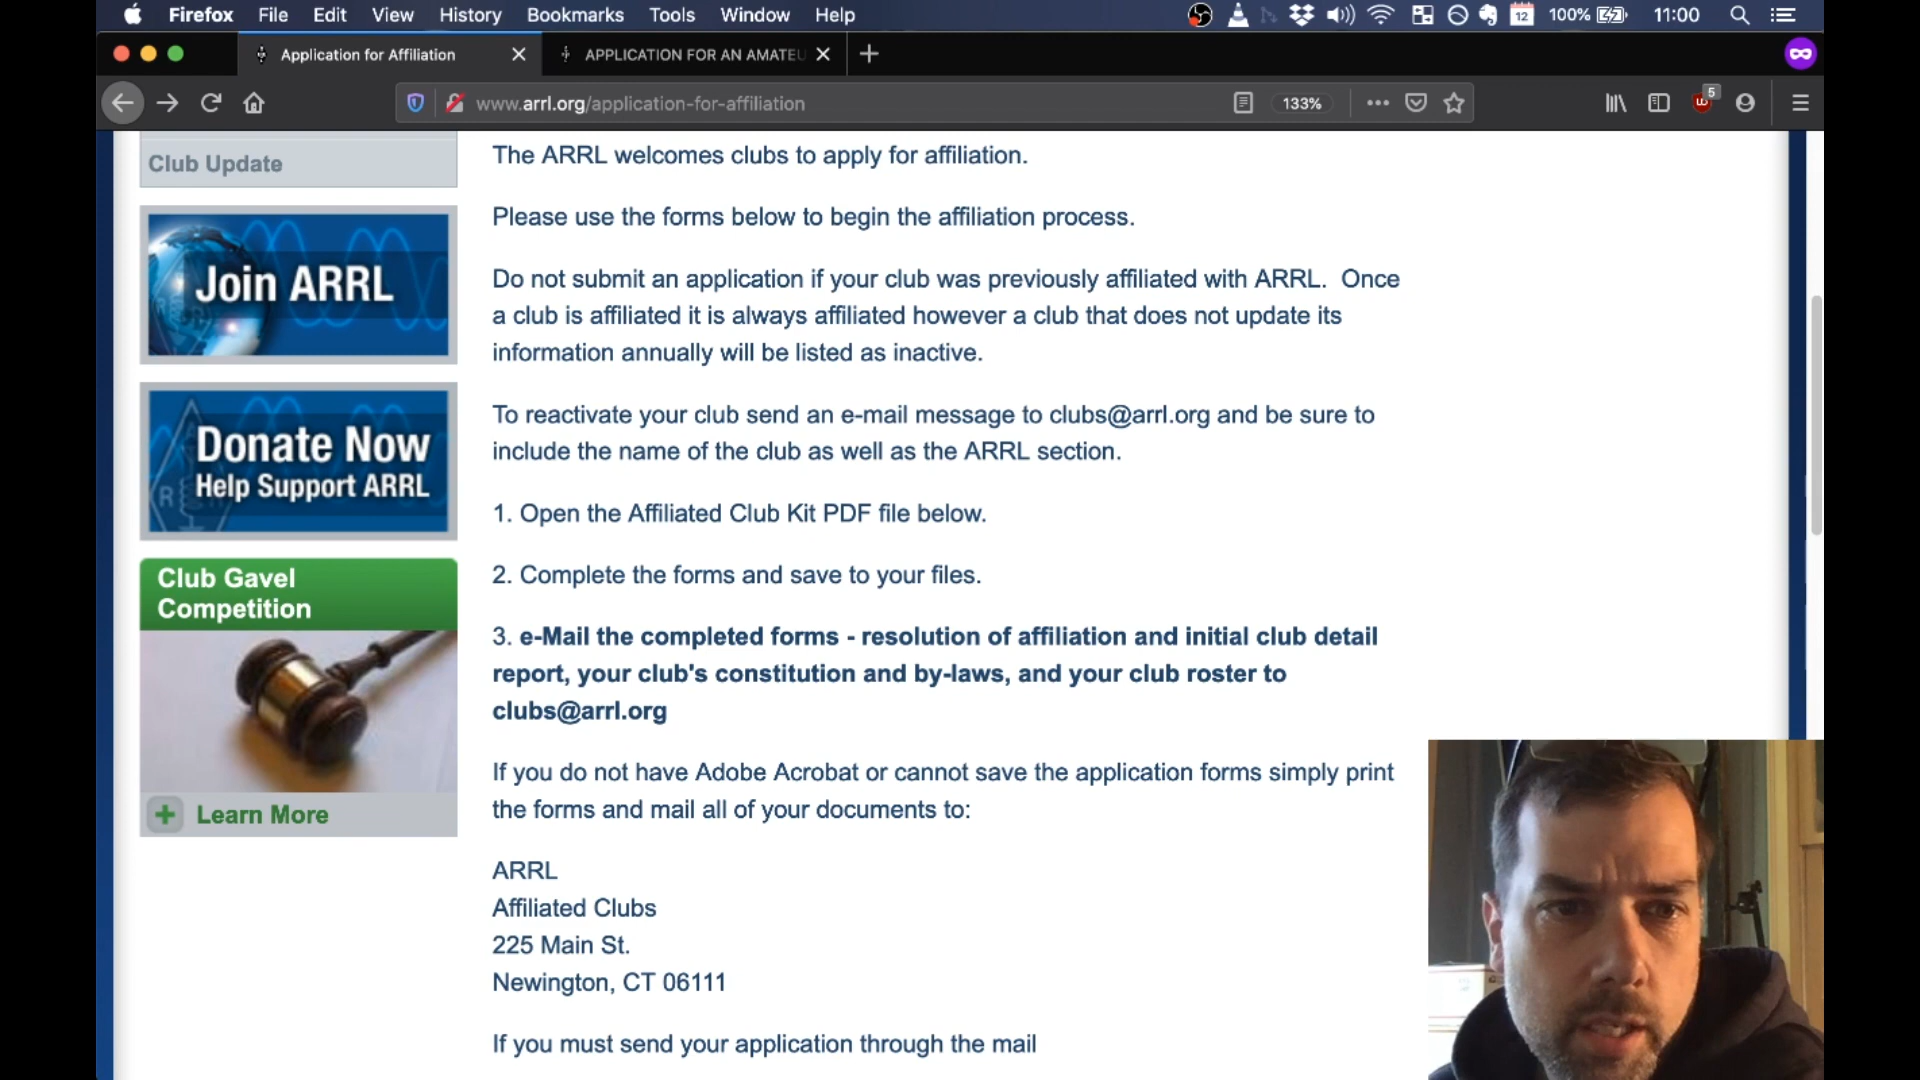 Firefox File Edit View History Bookmarks Tools Window Help 12 100% 11:00
Application for Affiliation APPLICATION FOR AN AMATEU
www.arrl.org/application-for-affiliation 133% 5
Club Update
Join ARRL
Donate Now
Help Support ARRL
Club Gavel
Competition
Learn More
The ARRL welcomes clubs to apply for affiliation.
Please use the forms below to begin the affiliation process.
Do not submit an application if your club was previously affiliated with ARRL. Once
a club is affiliated it is always affiliated however a club that does not update its
information annually will be listed as inactive.
To reactivate your club send an e-mail message to clubs@arrl.org and be sure to
include the name of the club as well as the ARRL section.
1. Open the Affiliated Club Kit PDF file below.
2. Complete the forms and save to your files.
3. e-Mail the completed forms - resolution of affiliation and initial club detail
report, your club's constitution and by-laws, and your club roster to
clubs@arrl.org
If you do not have Adobe Acrobat or cannot save the application forms simply print
the forms and mail all of your documents to:
ARRL
Affiliated Clubs
225 Main St.
Newington, CT 06111
If you must send your application through the mail